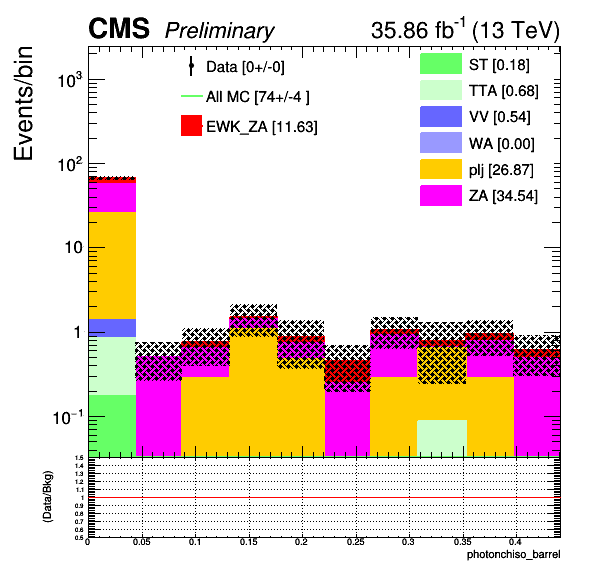 CMS Preliminary 35.86 fb⁻¹ (13 TeV)
Events/bin
Data [0+/-0]
All MC [74+/-4 ]
EWK_ZA [11.63]
ST [0.18]
TTA [0.68]
VV [0.54]
WA [0.00]
plj [26.87]
ZA [34.54]
10³
10²
10
1
10⁻¹
(Data/Bkg)
1.5
1.4
1.3
1.2
1.1
1
0.9
0.8
0.7
0.6
0.5
0 0.05 0.1 0.15 0.2 0.25 0.3 0.35 0.4
photonchiso_barrel